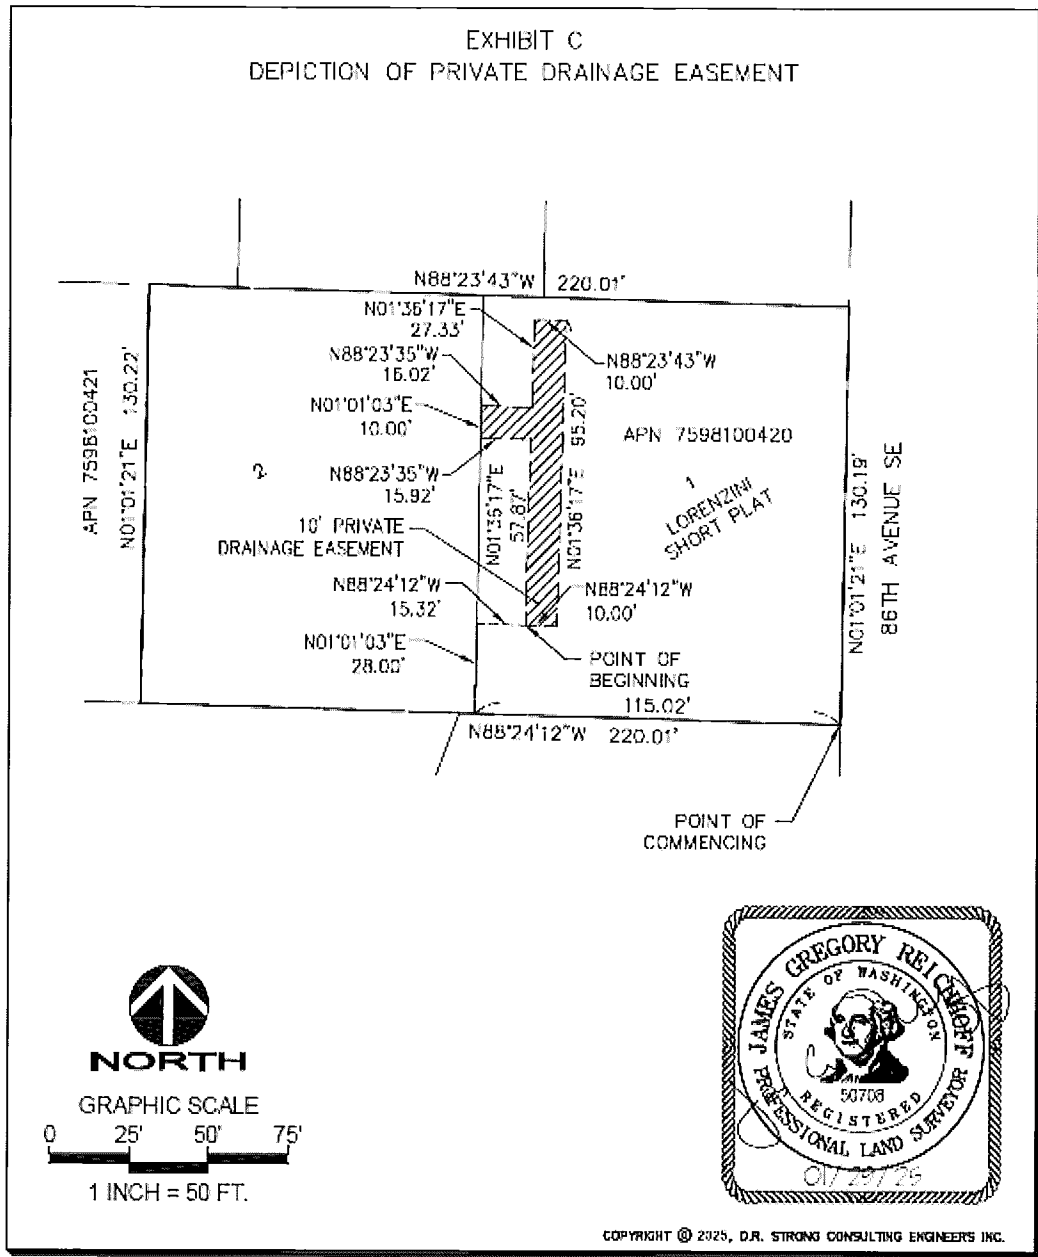 EXHIBIT C
DEPICTION OF PRIVATE DRAINAGE EASEMENT
N88°23'43"W 220.01'
N01°36'17"E
27.33'
N88°23'35"W
16.02'
N88°23'43"W
10.00'
N01°01'03"E
10.00'
N88°23'35"W
15.92'
APN 7598100421
N01°01'21"E 130.22'
2
N01°36'17"E
57.87'
N01°36'17"E 95.20'
APN 7598100420
1
LORENZINI
SHORT PLAT
N01°01'21"E 130.19'
86TH AVENUE SE
10' PRIVATE
DRAINAGE EASEMENT
N88°24'12"W
15.32'
N88°24'12"W
10.00'
N01°01'03"E
28.00'
POINT OF
BEGINNING
115.02'
N88°24'12"W 220.01'
POINT OF
COMMENCING
NORTH
GRAPHIC SCALE
0 25' 50' 75'
1 INCH = 50 FT.
JAMES GREGORY REICHHOFF
STATE OF WASHINGTON
50708
REGISTERED
PROFESSIONAL LAND SURVEYOR
01/29/25
COPYRIGHT © 2025, D.R. STRONG CONSULTING ENGINEERS INC.